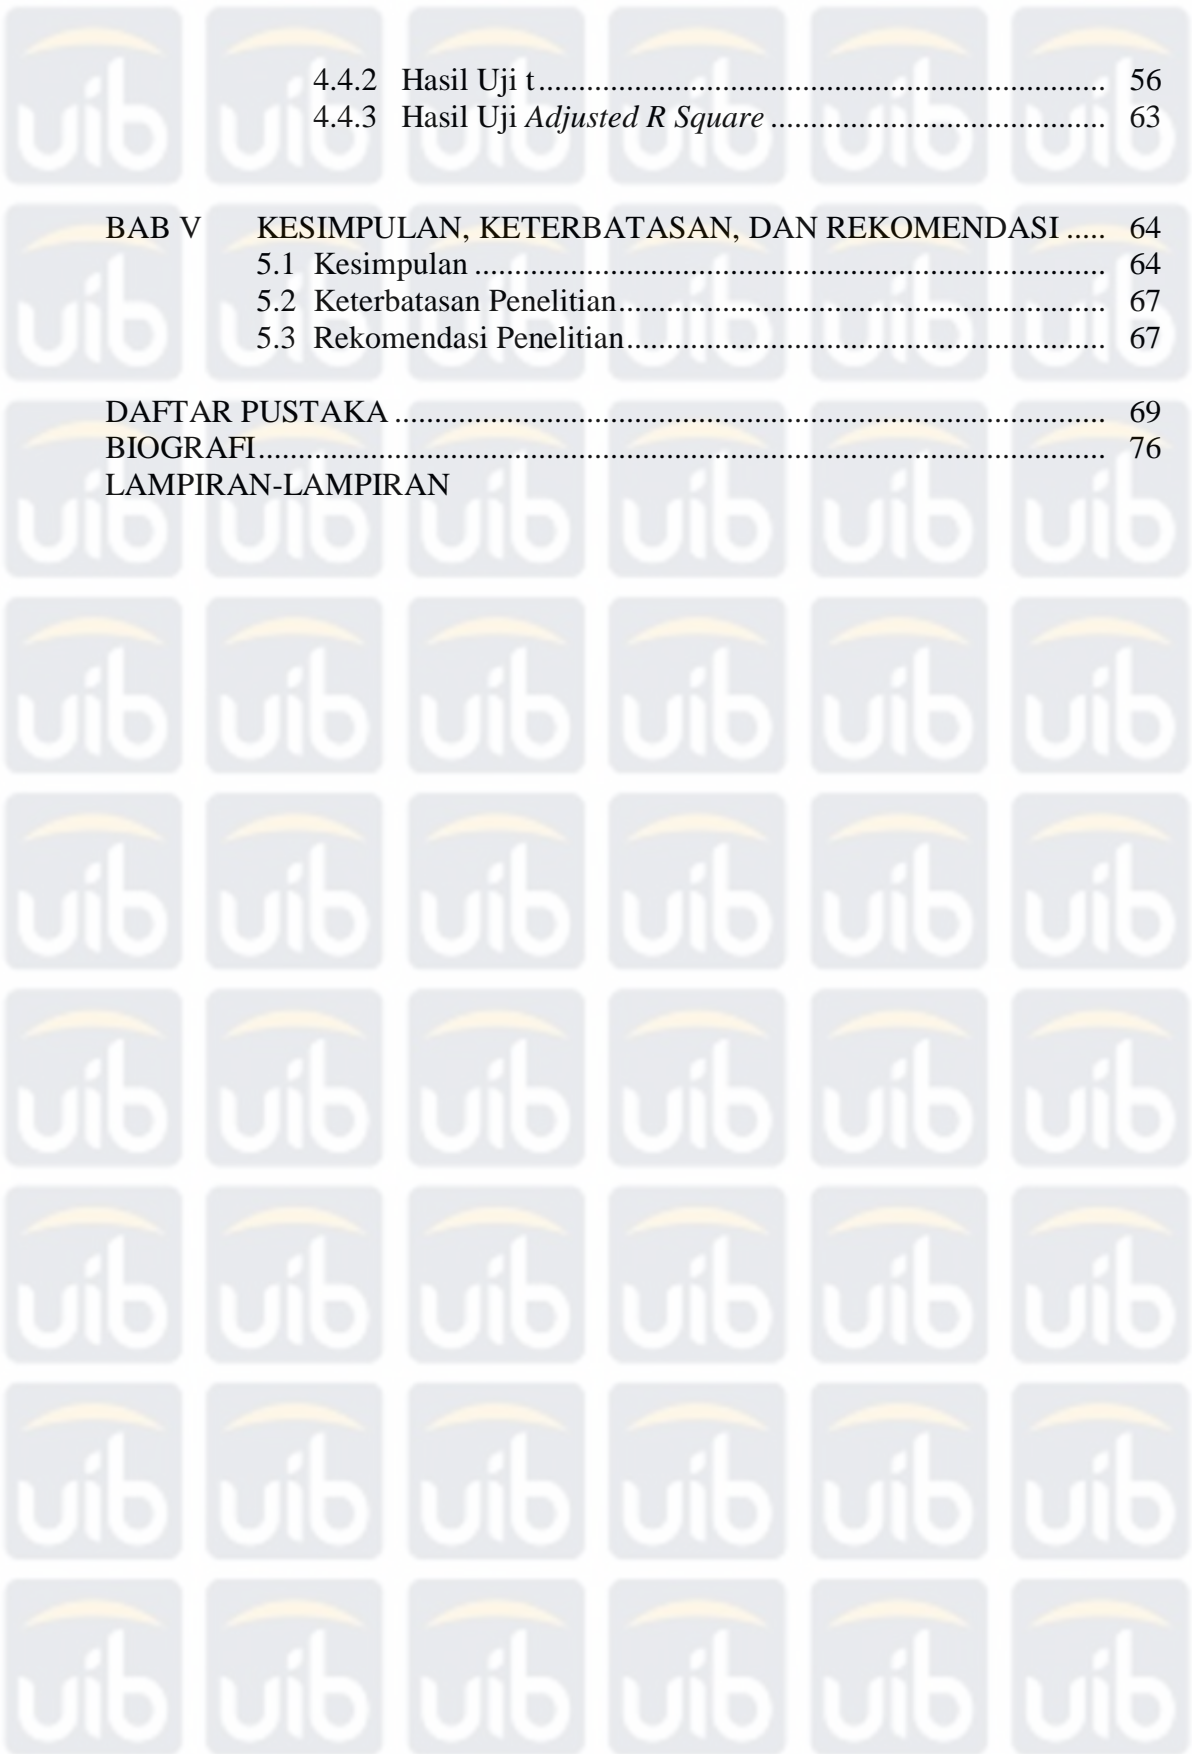 4.4.2 Hasil Uji t ........................................................................ 56
4.4.3 Hasil Uji Adjusted R Square .......................................... 63
BAB V KESIMPULAN, KETERBATASAN, DAN REKOMENDASI ..... 64
5.1 Kesimpulan ................................................................................ 64
5.2 Keterbatasan Penelitian.............................................................. 67
5.3 Rekomendasi Penelitian............................................................. 67
DAFTAR PUSTAKA .......................................................................................... 69
BIOGRAFI........................................................................................................... 76
LAMPIRAN-LAMPIRAN